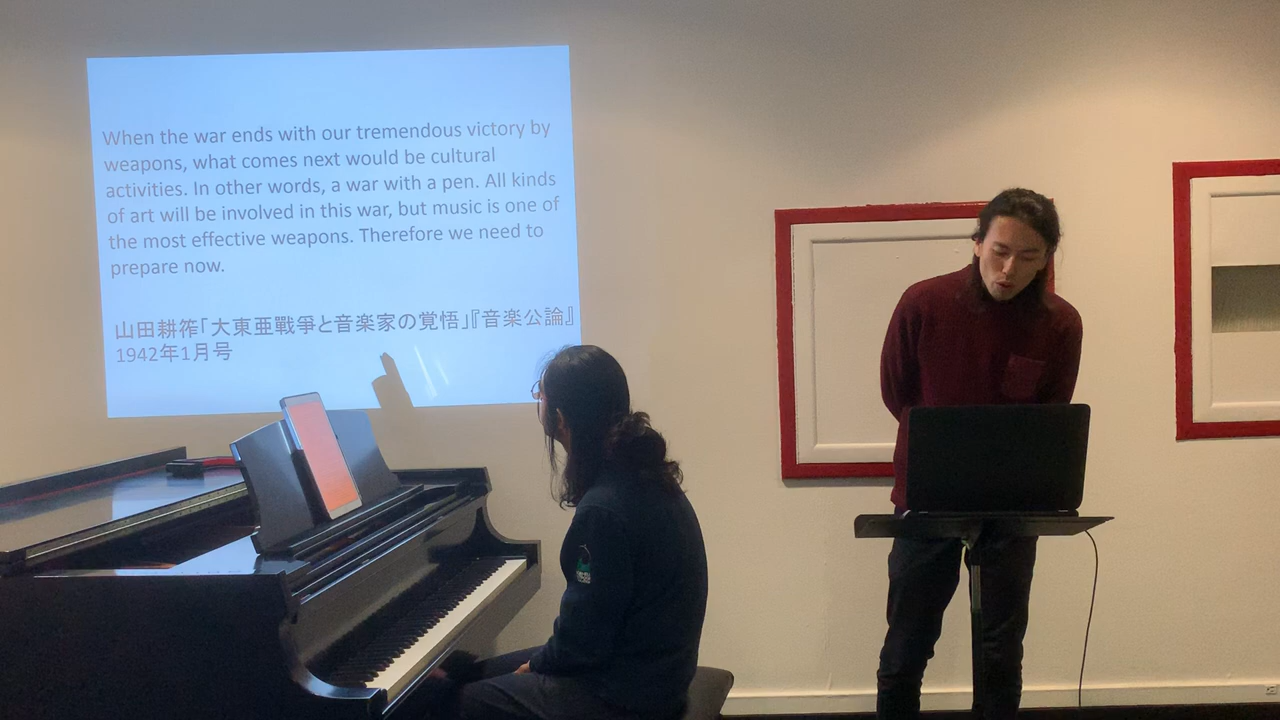 When the war ends with our tremendous victory by
weapons, what comes next would be cultural
activities. In other words, a war with a pen. All kinds
of art will be involved in this war, but music is one of
the most effective weapons. Therefore we need to
prepare now.
山田耕筰「大東亜戰爭と音楽家の覚悟」『音楽公論』
1942年1月号